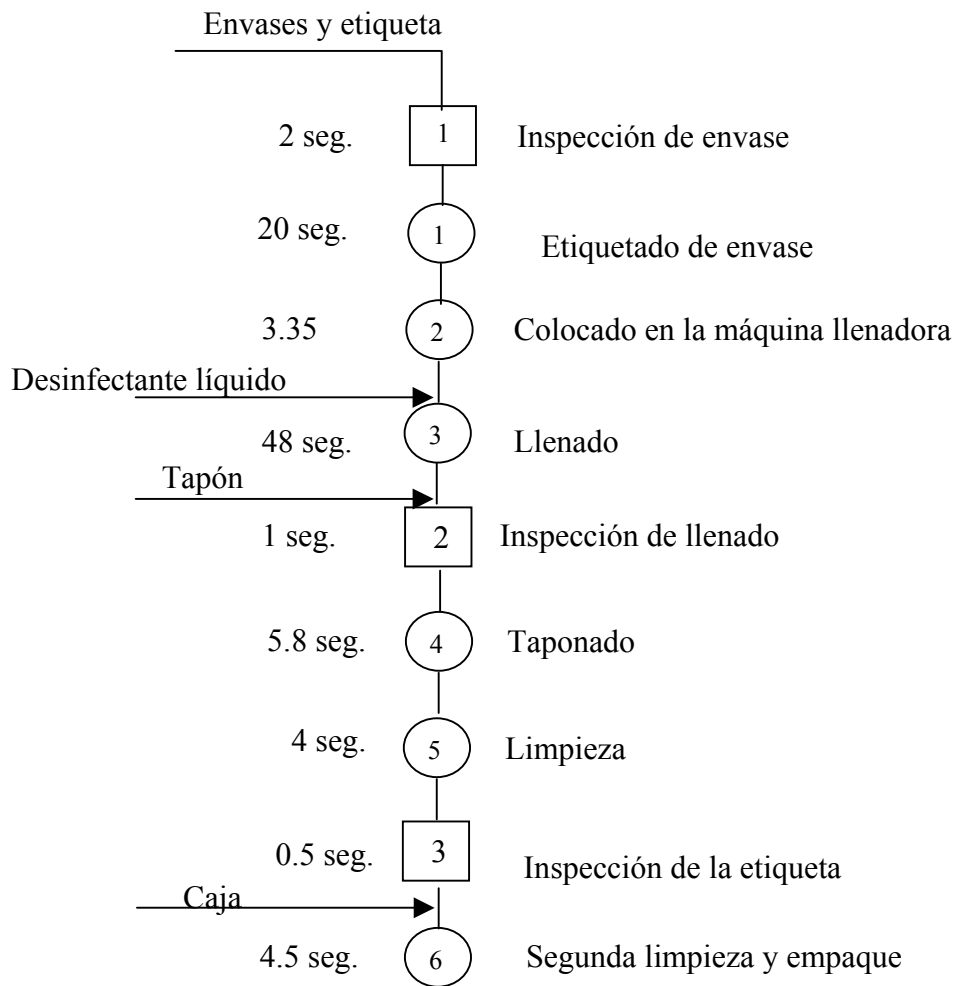 Envases y etiqueta
2 seg. 1 Inspección de envase
20 seg. 1 Etiquetado de envase
3.35 2 Colocado en la máquina llenadora
Desinfectante líquido
48 seg. 3 Llenado
Tapón
1 seg. 2 Inspección de llenado
5.8 seg. 4 Taponado
4 seg. 5 Limpieza
0.5 seg. 3 Inspección de la etiqueta
Caja
4.5 seg. 6 Segunda limpieza y empaque